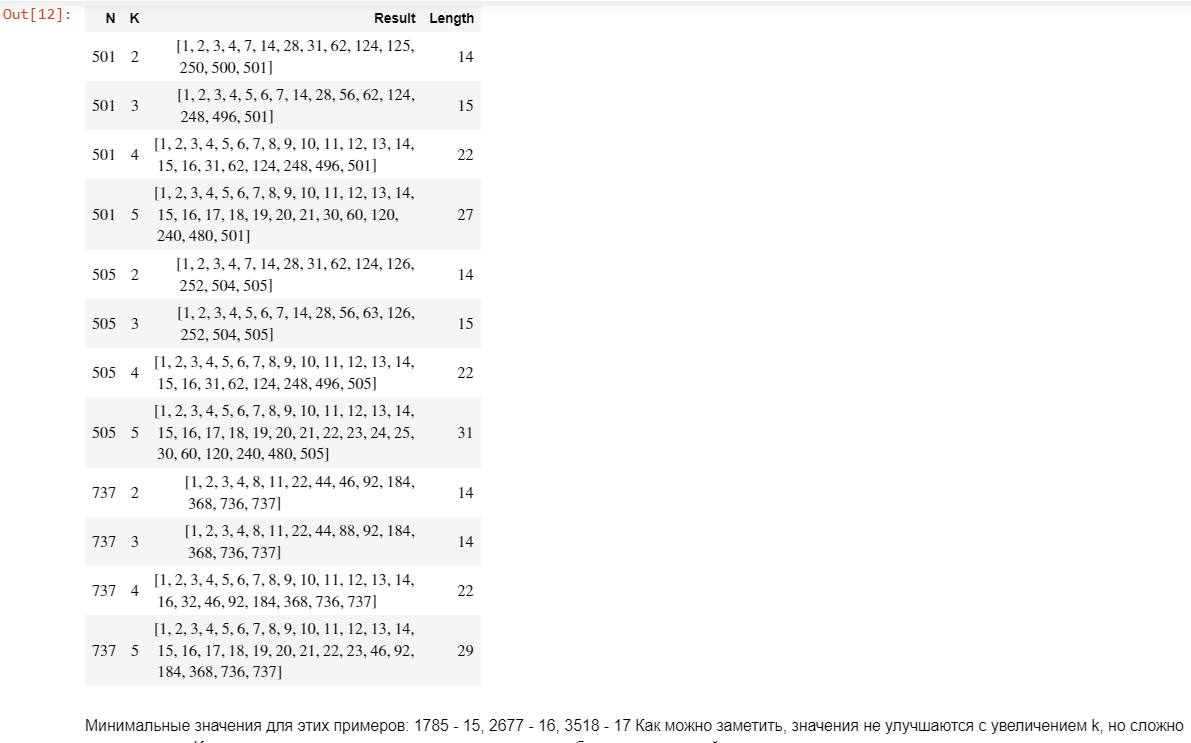 Out[12]:
N K Result Length
501 2 [1, 2, 3, 4, 7, 14, 28, 31, 62, 124, 125, 14
250, 500, 501]
501 3 [1, 2, 3, 4, 5, 6, 7, 14, 28, 56, 62, 124, 15
248, 496, 501]
501 4 [1, 2, 3, 4, 5, 6, 7, 8, 9, 10, 11, 12, 13, 14, 22
15, 16, 31, 62, 124, 248, 496, 501]
501 5 [1, 2, 3, 4, 5, 6, 7, 8, 9, 10, 11, 12, 13, 14, 27
15, 16, 17, 18, 19, 20, 21, 30, 60, 120,
240, 480, 501]
505 2 [1, 2, 3, 4, 7, 14, 28, 31, 62, 124, 126, 14
252, 504, 505]
505 3 [1, 2, 3, 4, 5, 6, 7, 14, 28, 56, 63, 126, 15
252, 504, 505]
505 4 [1, 2, 3, 4, 5, 6, 7, 8, 9, 10, 11, 12, 13, 14, 22
15, 16, 31, 62, 124, 248, 496, 505]
505 5 [1, 2, 3, 4, 5, 6, 7, 8, 9, 10, 11, 12, 13, 14, 31
15, 16, 17, 18, 19, 20, 21, 22, 23, 24, 25,
30, 60, 120, 240, 480, 505]
737 2 [1, 2, 3, 4, 8, 11, 22, 44, 46, 92, 184, 14
368, 736, 737]
737 3 [1, 2, 3, 4, 8, 11, 22, 44, 88, 92, 184, 14
368, 736, 737]
737 4 [1, 2, 3, 4, 5, 6, 7, 8, 9, 10, 11, 12, 13, 14, 22
16, 32, 46, 92, 184, 368, 736, 737]
737 5 [1, 2, 3, 4, 5, 6, 7, 8, 9, 10, 11, 12, 13, 14, 29
15, 16, 17, 18, 19, 20, 21, 22, 23, 46, 92,
184, 368, 736, 737]
Минимальные значения для этих примеров: 1785 - 15, 2677 - 16, 3518 - 17 Как можно заметить, значения не улучшаются с увеличением k, но сложно